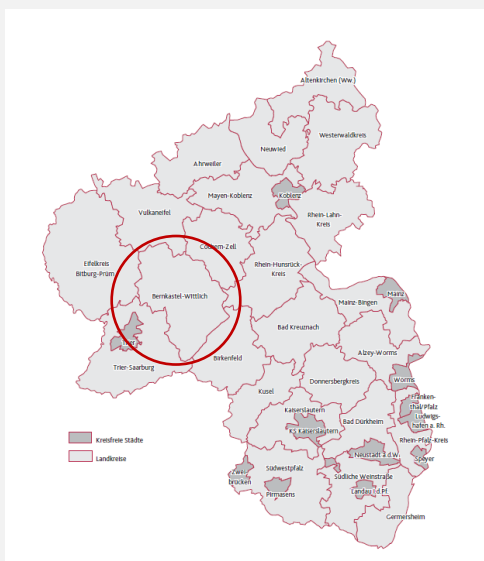 Altenkirchen (Ww.)
Westerwaldkreis
Neuwied
Ahrweiler
Mayen-Koblenz
Koblenz
Vulkaneifel
Rhein-Lahn-
Kreis
Cochem-Zell
Eifelkreis
Bitburg-Prüm
Rhein-Hunsrück-
Kreis
Bernkastel-Wittlich
Mainz
Mainz-Bingen
Bad Kreuznach
Trier
Alzey-Worms
Birkenfeld
Trier-Saarburg
Donnersbergkreis
Worms
Kusel
Franken-
thal/Pfalz
Ludwigs-
hafen a. Rh.
Kaiserslautern
Bad Dürkheim
KS Kaiserslautern
Rhein-Pfalz-Kreis
Kreisfreie Städte
Landkreise
Neustadt a.d.W.
Speyer
Südwestpfalz
Zwei-
brücken
Südliche Weinstraße
Pirmasens
Landau i.d.Pf.
Germersheim